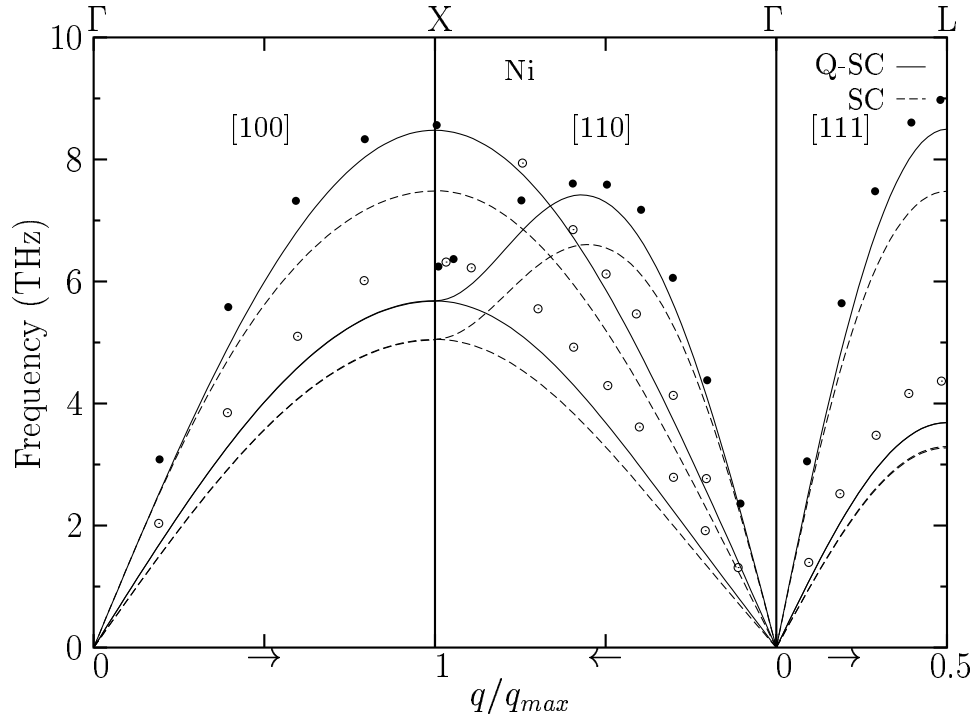 Γ X Γ L
10
Ni
Q-SC
SC
[100] [110] [111]
8
6
4
2
0
Frequency (THz)
0 → 1 ← 0 → 0.5
q/q_max